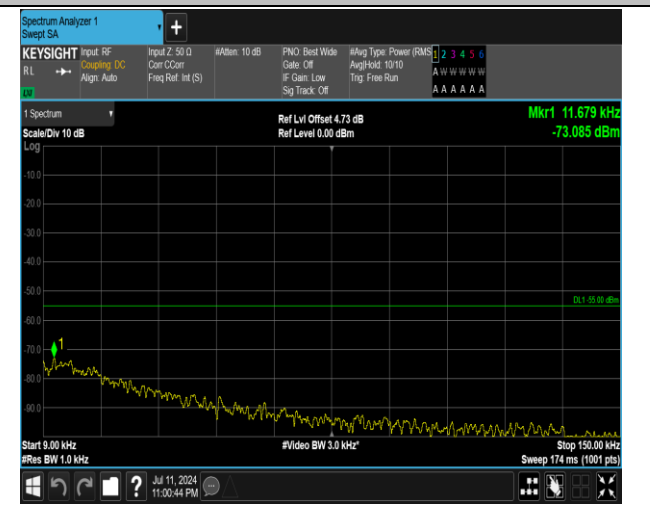 Spectrum Analyzer 1
Swept SA
+
KEYSIGHT
RL
Input: RF
Coupling: DC
Align: Auto
Input Z: 50 Ω
Corr CCorr
Freq Ref: Int (S)
#Atten: 10 dB
PNO: Best Wide
Gate: Off
IF Gain: Low
Sig Track: Off
#Avg Type: Power (RMS
Avg|Hold: 10/10
Trig: Free Run
1 2 3 4 5 6
A W W W W W
A A A A A A
1 Spectrum
Scale/Div 10 dB
Log
Ref Lvl Offset 4.73 dB
Ref Level 0.00 dBm
Mkr1 11.679 kHz
-73.085 dBm
-10.0
-20.0
-30.0
-40.0
-50.0
DL1 -55.00 dBm
-60.0
-70.0
1
-80.0
-90.0
Start 9.00 kHz
#Res BW 1.0 kHz
#Video BW 3.0 kHz*
Stop 150.00 kHz
Sweep 174 ms (1001 pts)
?
Jul 11, 2024
11:00:44 PM